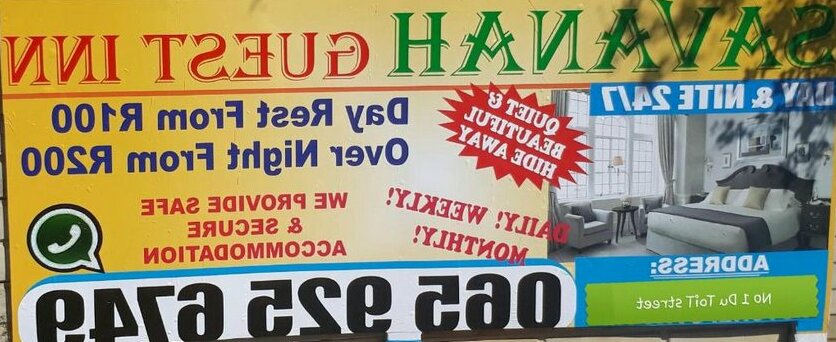 SAVANAH GUEST INN
DAY & NITE 24/7
QUIET &
BEAUTIFUL
HIDE AWAY
Day Rest From R100
Over Night From R200
DAILY! WEEKLY!
MONTHLY!
WE PROVIDE SAFE
& SECURE
ACCOMMODATION
ADDRESS:
No 1 Du ToiT street
065 925 6749